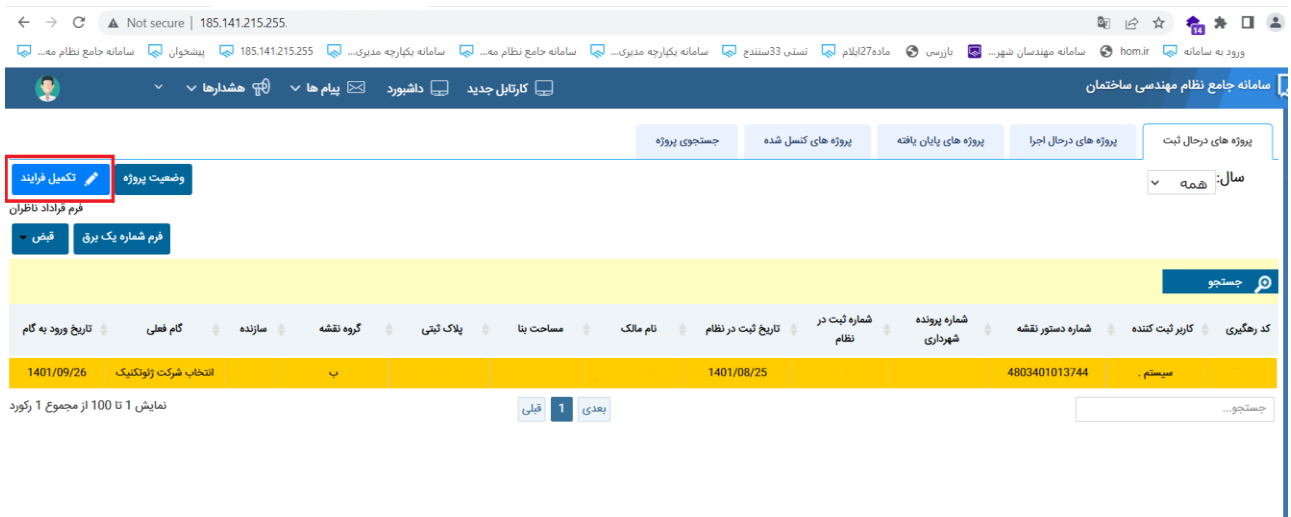 Not secure | 185.141.215.255.
14
ورود به سامانه hom.ir سامانه مهندسان شهر... بازرسی ماده27ایلام تستی 33سنندج سامانه یکپارچه مدیری... سامانه جامع نظام مه... سامانه یکپارچه مدیری... 185.141.215.255 پیشخوان سامانه جامع نظام مه...
سامانه جامع نظام مهندسی ساختمان کارتابل جدید داشبورد پیام ها هشدارها
پروژه های درحال ثبت پروژه های درحال اجرا پروژه های پایان یافته پروژه های کنسل شده جستجوی پروژه
سال: همه وضعیت پروژه تکمیل فرایند
فرم قراداد ناظران
فرم شماره یک برق قبض
جستجو
کد رهگیری کاربر ثبت کننده شماره دستور نقشه شماره پرونده شهرداری شماره ثبت در نظام تاریخ ثبت در نظام نام مالک مساحت بنا پلاک ثبتی گروه نقشه سازنده گام فعلی تاریخ ورود به گام
سیستم . 4803401013744 1401/08/25 ب انتخاب شرکت ژئوتکنیک 1401/09/26
جستجو... بعدی 1 قبلی نمایش 1 تا 100 از مجموع 1 رکورد